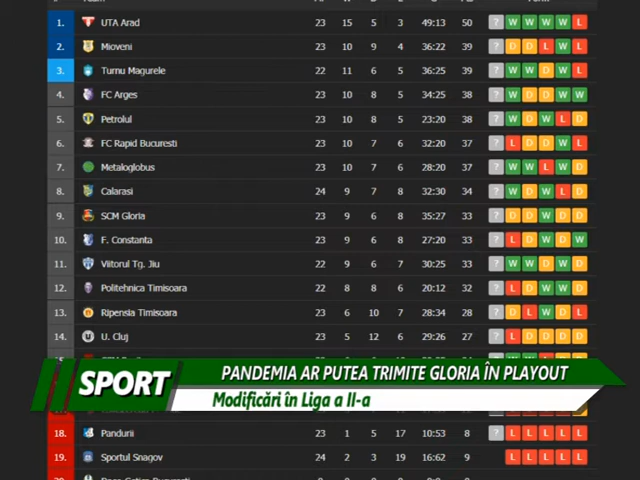 1. UTA Arad 23 15 5 3 49:13 50 ? W W W W L
2. Mioveni 23 10 9 4 36:22 39 ? D D L W L
3. Turnu Magurele 22 11 6 5 36:25 39 ? W W D W L
4. FC Arges 23 10 8 5 34:25 38 ? W D D W W
5. Petrolul 23 10 8 5 23:20 38 ? W D W L D
6. FC Rapid Bucuresti 23 10 7 6 32:20 37 ? L D D W L
7. Metaloglobus 23 10 7 6 28:20 37 ? W W L W D
8. Calarasi 24 9 7 8 32:30 34 ? W D W L D
9. SCM Gloria 23 9 6 8 35:27 33 ? D D W D D
10. F. Constanta 23 9 6 8 27:20 33 ? L D W D W
11. Viitorul Tg. Jiu 22 9 6 7 30:25 33 ? W W D W D
12. Politehnica Timisoara 22 8 8 6 20:12 32 ? L D W W D
13. Ripensia Timisoara 23 6 10 7 28:34 28 ? D L W D L
14. U. Cluj 23 5 12 6 29:26 27 ? L D D D D
SPORT
PANDEMIA AR PUTEA TRIMITE GLORIA ÎN PLAYOUT
Modificări în Liga a II-a
18. Pandurii 23 1 5 17 10:53 8 ? L L L L L
19. Sportul Snagov 24 2 3 19 16:62 9 L L L L L